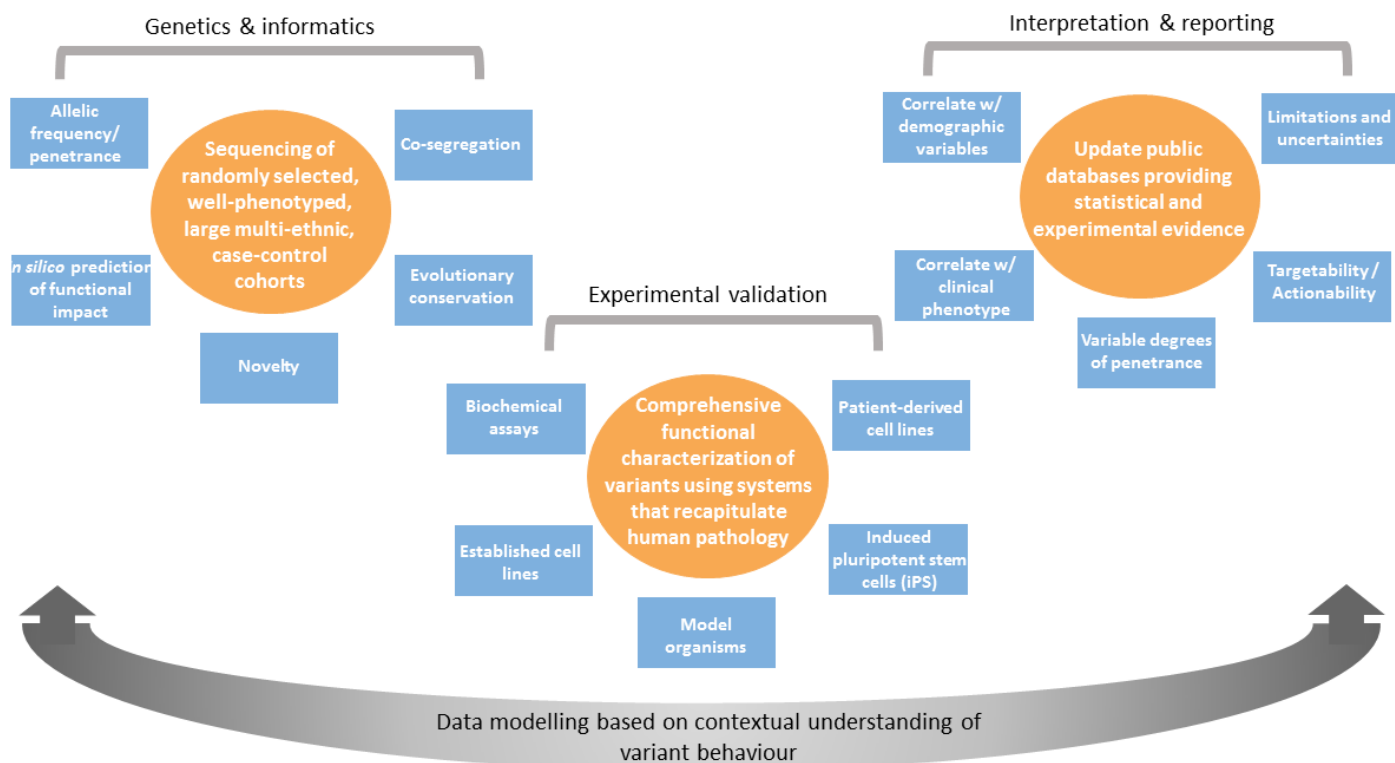 Genetics & informatics
Allelic
frequency/
penetrance
Co-segregation
Sequencing of
randomly selected,
well-phenotyped,
large multi-ethnic,
case-control
cohorts
n silico prediction
of functional
impact
Evolutionary
conservation
Novelty
Experimental validation
Biochemical
assays
Patient-derived
cell lines
Comprehensive
functional
characterization of
variants using systems
that recapitulate
human pathology
Established cell
lines
Induced
pluripotent stem
cells (iPS)
Model
organisms
Interpretation & reporting
Correlate w/
demographic
variables
Limitations and
uncertainties
Update public
databases providing
statistical and
experimental evidence
Correlate w/
clinical
phenotype
Targetability /
Actionability
Variable degrees
of penetrance
Data modelling based on contextual understanding of
variant behaviour